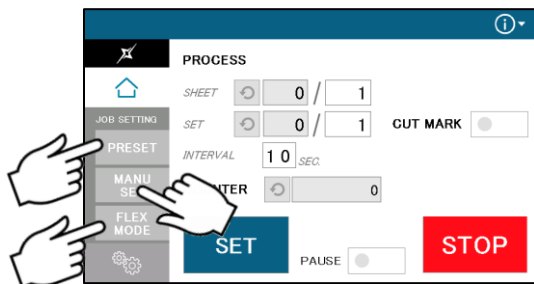 PROCESS
SHEET 0 / 1
JOB SETTING
SET 0 / 1 CUT MARK
PRESET
INTERVAL 10 SEC.
MANU
SE
NTER 0
FLEX
MODE
SET
PAUSE
STOP